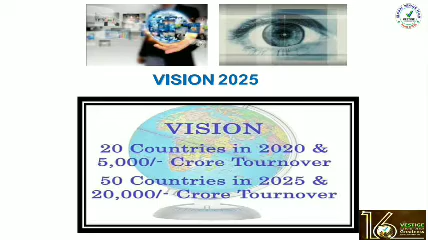 VISION 2025
VISION
20 Countries in 2020 &
5,000/- Crore Tournover
50 Countries in 2025 &
20,000/- Crore Tournover
16
VESTIGE
Greatness